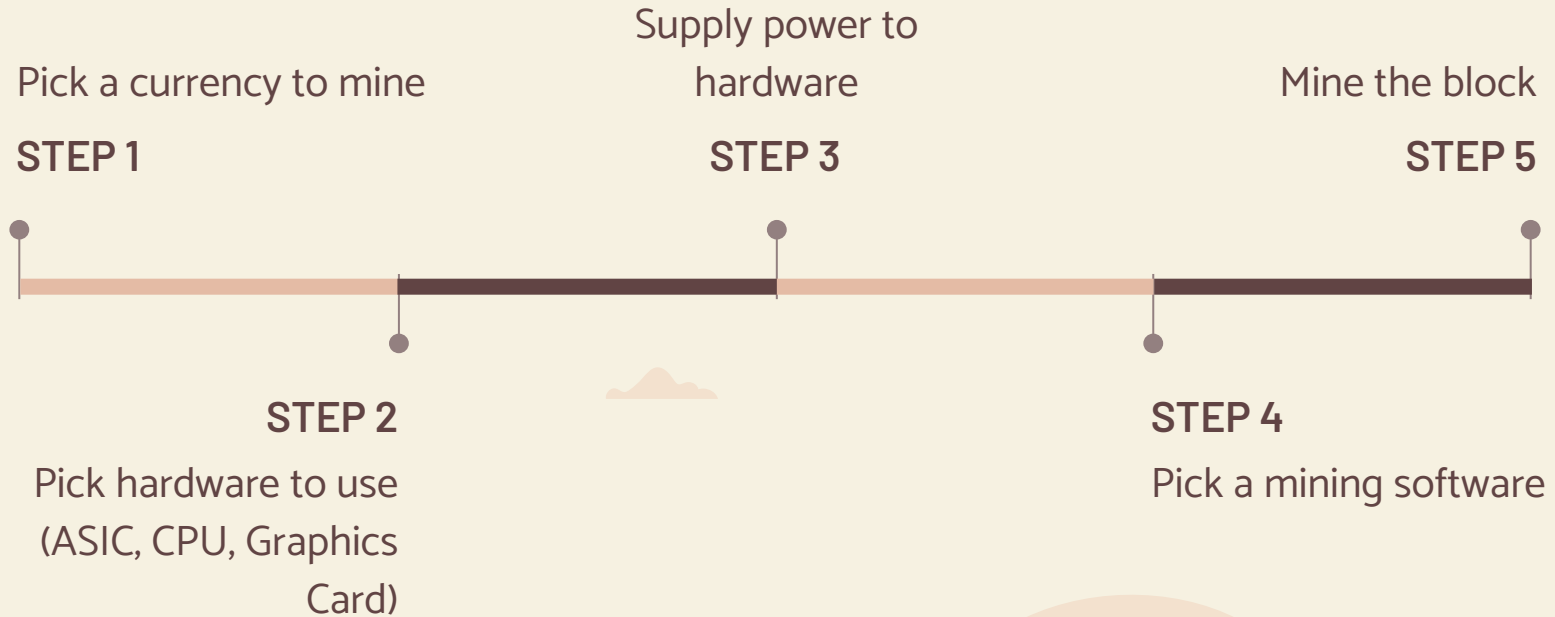 Pick a currency to mine
STEP 1
STEP 2
Pick hardware to use
(ASIC, CPU, Graphics
Card)
Supply power to
hardware
STEP 3
STEP 4
Pick a mining software
Mine the block
STEP 5